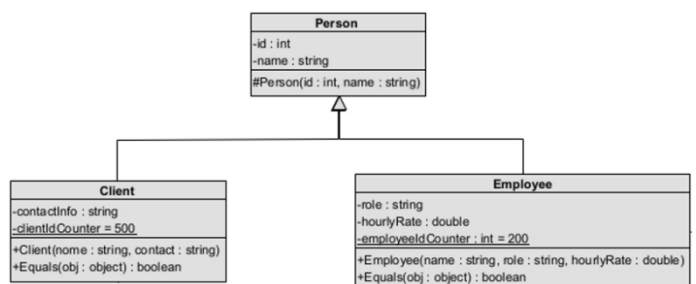 Person
-id : int
-name : string
#Person(id : int, name : string)
Client
-contactInfo : string
-clientIdCounter = 500
+Client(nome : string, contact : string)
+Equals(obj : object) : boolean
Employee
-role : string
-hourlyRate : double
-employeeIdCounter : int = 200
+Employee(name : string, role : string, hourlyRate : double)
+Equals(obj : object) : boolean